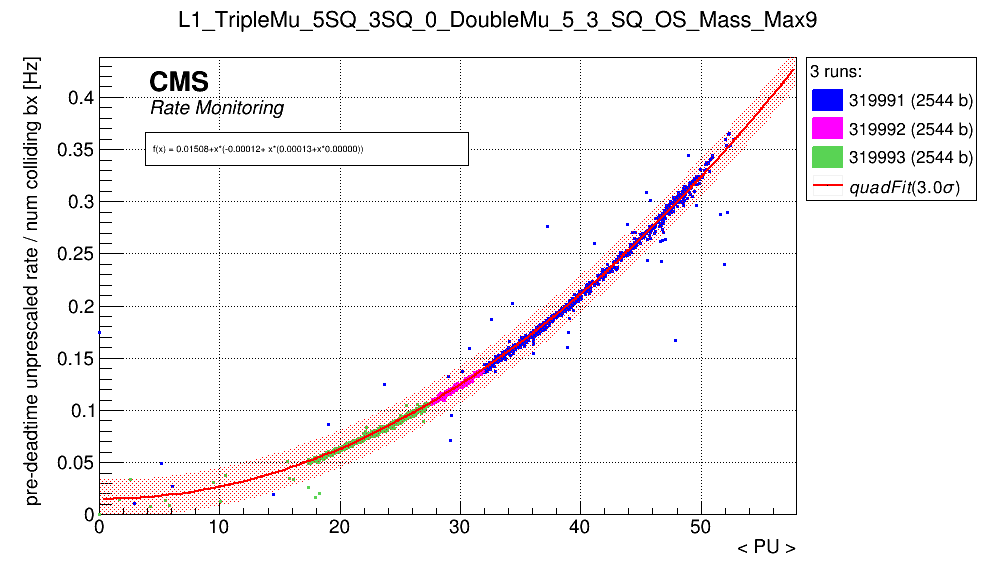 L1_TripleMu_5SQ_3SQ_0_DoubleMu_5_3_SQ_OS_Mass_Max9
pre-deadtime unprescaled rate / num colliding bx [Hz]
CMS
Rate Monitoring
f(x) = 0.01508+x*(-0.00012+ x*(0.00013+x*0.00000))
3 runs:
319991 (2544 b)
319992 (2544 b)
319993 (2544 b)
quadFit(3.0σ)
0.4
0.35
0.3
0.25
0.2
0.15
0.1
0.05
0
0 10 20 30 40 50
< PU >